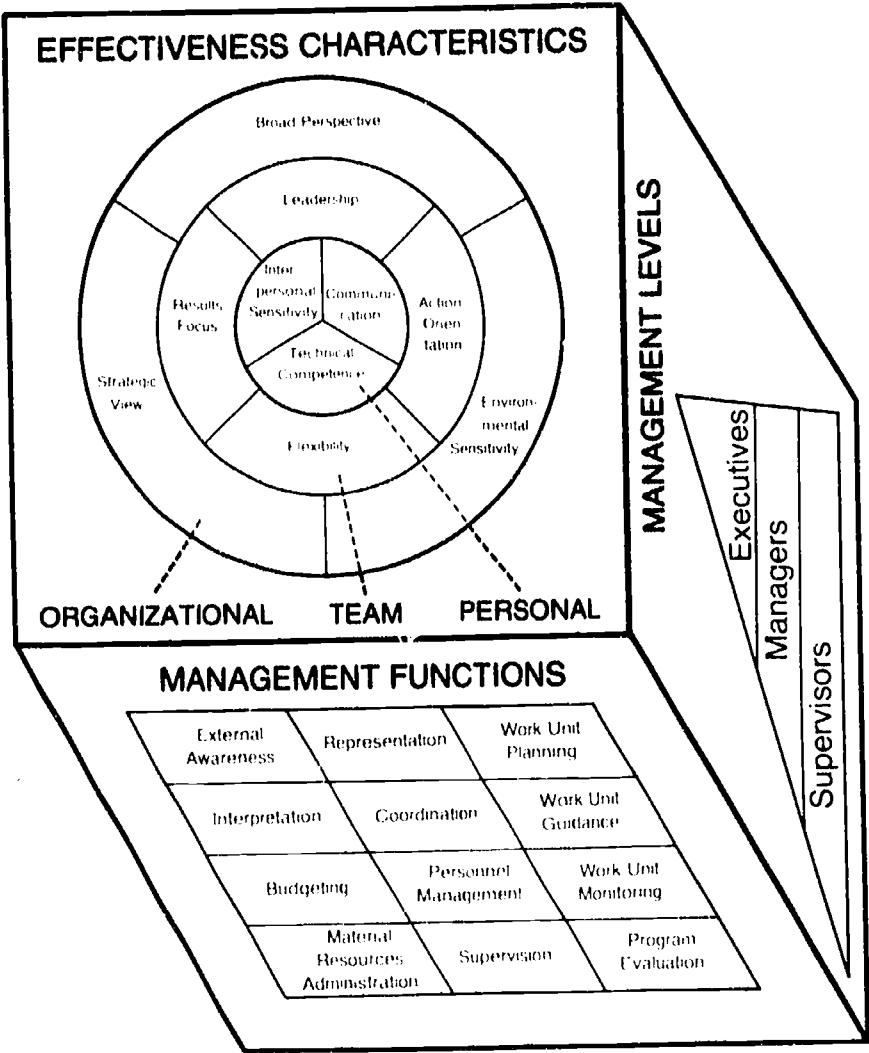 EFFECTIVENESS CHARACTERISTICS
Broad Perspective
Leadership
Inter
personal
Sensitivity
Communi-
cation
Results
Focus
Action
Orien
tation
Technical
Competence
Strategic
View
Environ-
mental
Sensitivity
Flexibility
ORGANIZATIONAL TEAM PERSONAL
MANAGEMENT LEVELS
Executives
Managers
Supervisors
MANAGEMENT FUNCTIONS
External
Awareness
Representation
Work Unit
Planning
Interpretation
Coordination
Work Unit
Guidance
Budgeting
Personnel
Management
Work Unit
Monitoring
Material
Resources
Administration
Supervision
Program
Evaluation